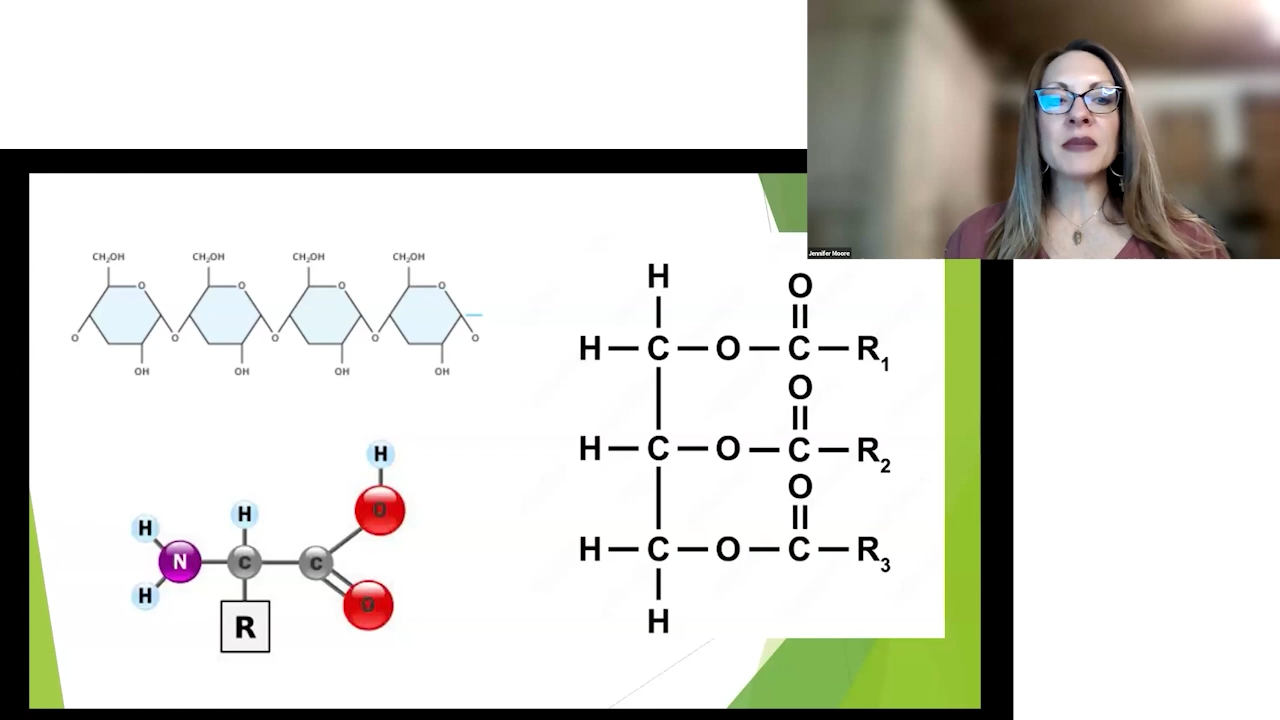 Jennifer Moore
CH₂OH CH₂OH CH₂OH CH₂OH
O O O O
O O O O O
OH OH OH OH
H
O
H
N C C
H
H
O
R
H O
H C O C R₁
O
H C O C R₂
O
H C O C R₃
H